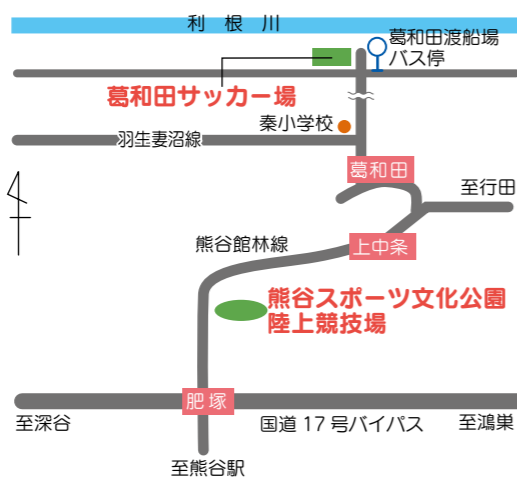 利根川
葛和田渡船場
バス停
葛和田サッカー場
秦小学校
羽生妻沼線
葛和田
至行田
上中条
熊谷館林線
熊谷スポーツ文化公園
陸上競技場
肥塚
至深谷
国道17号バイパス
至鴻巣
至熊谷駅